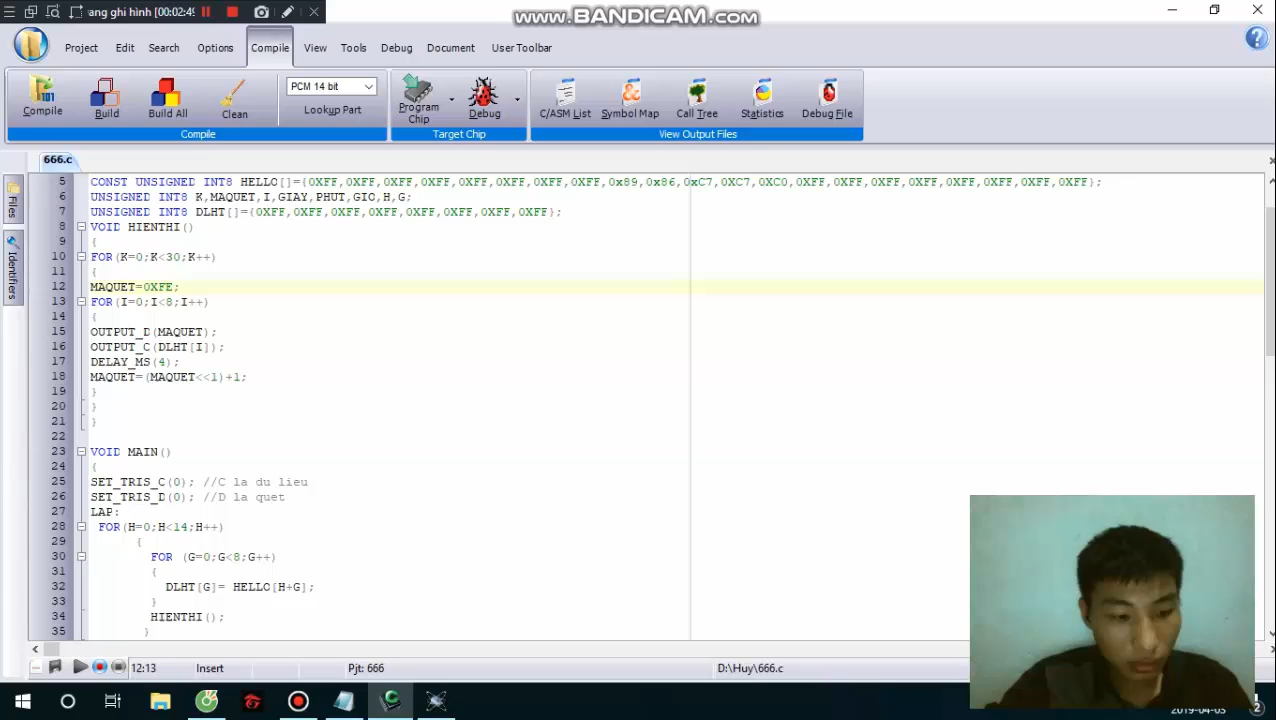 ang ghi hình [00:02:49]
www.BANDICAM.com
Project Edit Search Options Compile View Tools Debug Document User Toolbar
Compile Build Build All Clean
PCM 14 bit
Lookup Part
Program Chip
Debug
C/ASM List Symbol Map Call Tree Statistics Debug File
Compile Target Chip View Output Files
666.c
Files
Identifiers
5 CONST UNSIGNED INT8 HELLO[]={0XFF,0XFF,0XFF,0XFF,0XFF,0XFF,0XFF,0XFF,0x89,0x86,0xC7,0XC7,0XC0,0XFF,0XFF,0XFF,0XFF,0XFF,0XFF,0XFF,0XFF};
6 UNSIGNED INT8 K,MAQUET,I,GIAY,PHUT,GIO,H,G;
7 UNSIGNED INT8 DLHT[]={0XFF,0XFF,0XFF,0XFF,0XFF,0XFF,0XFF,0XFF};
8 VOID HIENTHI()
9 {
10 FOR(K=0;K<30;K++)
11 {
12 MAQUET=0XFE;
13 FOR(I=0;I<8;I++)
14 {
15 OUTPUT_D(MAQUET);
16 OUTPUT_C(DLHT[I]);
17 DELAY_MS(4);
18 MAQUET=(MAQUET<<1)+1;
19 }
20 }
21 }
22
23 VOID MAIN()
24 {
25 SET_TRIS_C(0); //C la du lieu
26 SET_TRIS_D(0); //D la quet
27 LAP:
28 FOR(H=0;H<14;H++)
29 {
30 FOR (G=0;G<8;G++)
31 {
32 DLHT[G]= HELLO[H+G];
33 }
34 HIENTHI();
35 }
12:13 Insert Pjt: 666 D:\Huy\666.c
2019-04-03
2